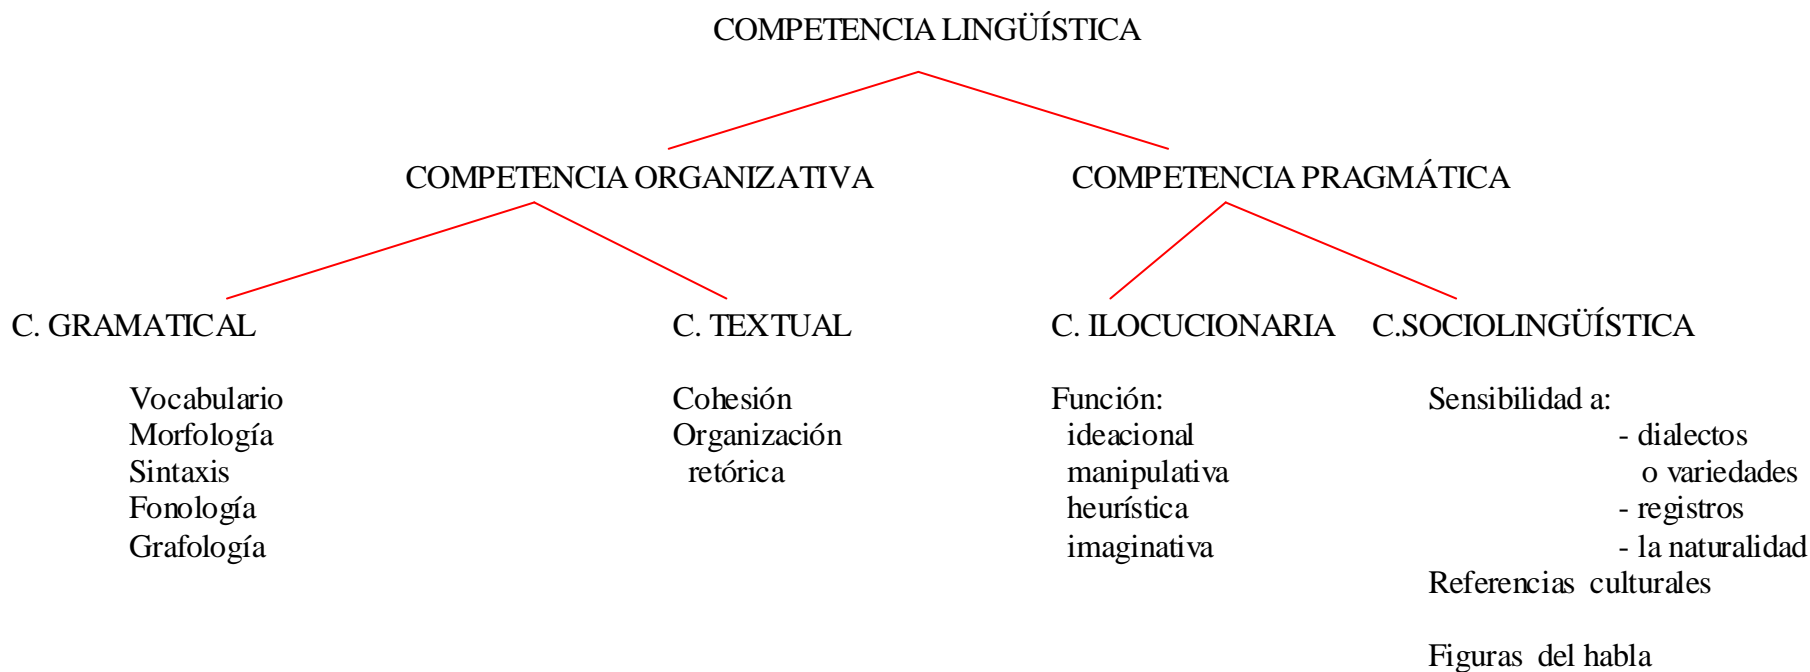 COMPETENCIA LINGÜÍSTICA
COMPETENCIA ORGANIZATIVA
COMPETENCIA PRAGMÁTICA
C. GRAMATICAL
Vocabulario
Morfología
Sintaxis
Fonología
Grafología
C. TEXTUAL
Cohesión
Organización
retórica
C. ILOCUCIONARIA
Función:
ideacional
manipulativa
heurística
imaginativa
C.SOCIOLINGÜÍSTICA
Sensibilidad a:
- dialectos
o variedades
- registros
- la naturalidad
Referencias culturales
Figuras del habla